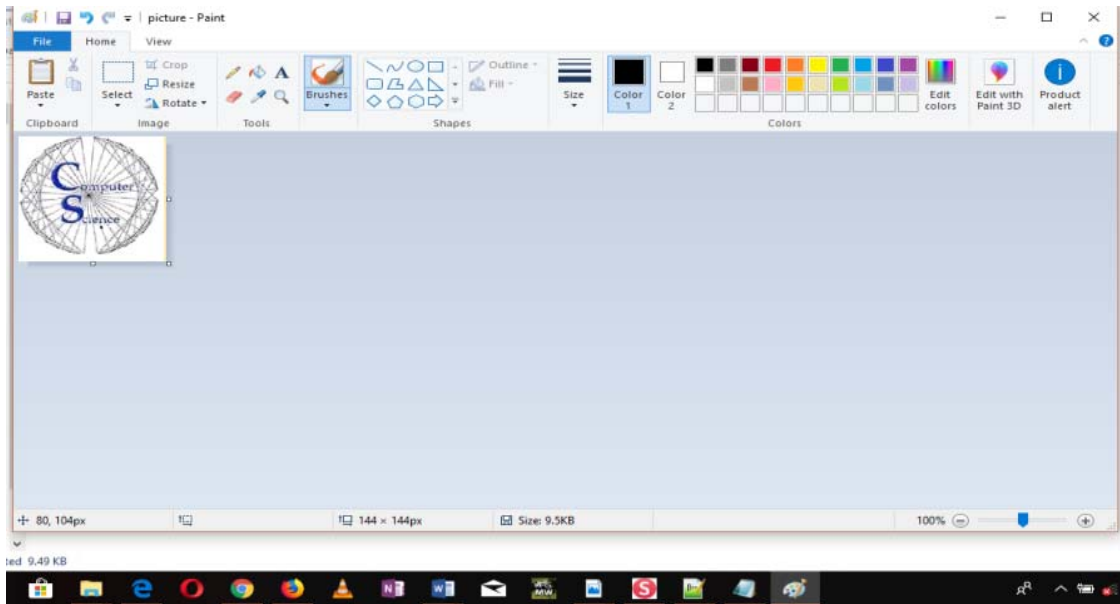 picture - Paint
File Home View
Paste
Select
Crop
Resize
Rotate
A
Brushes
Outline
Fill
Size
Color 1
Color 2
Edit colors
Edit with Paint 3D
Product alert
Clipboard Image Tools Shapes Colors
Computer
Science
80, 104px 144 × 144px Size: 9.5KB 100%
ted 9.49 KB